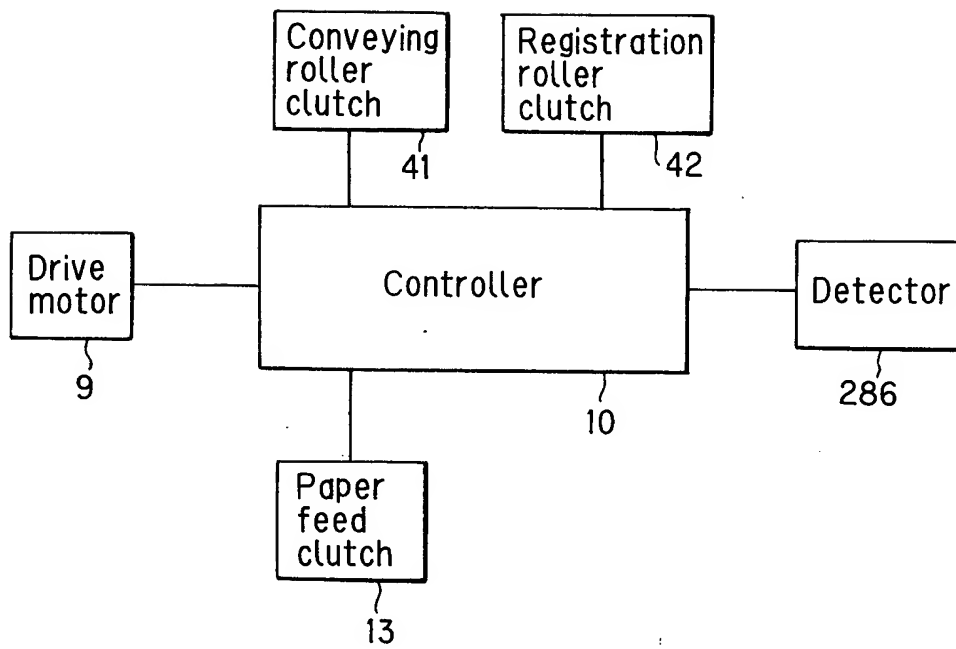 Conveying
roller
clutch
41
Registration
roller
clutch
42
Drive
motor
9
Controller
10
Detector
286
Paper
feed
clutch
13